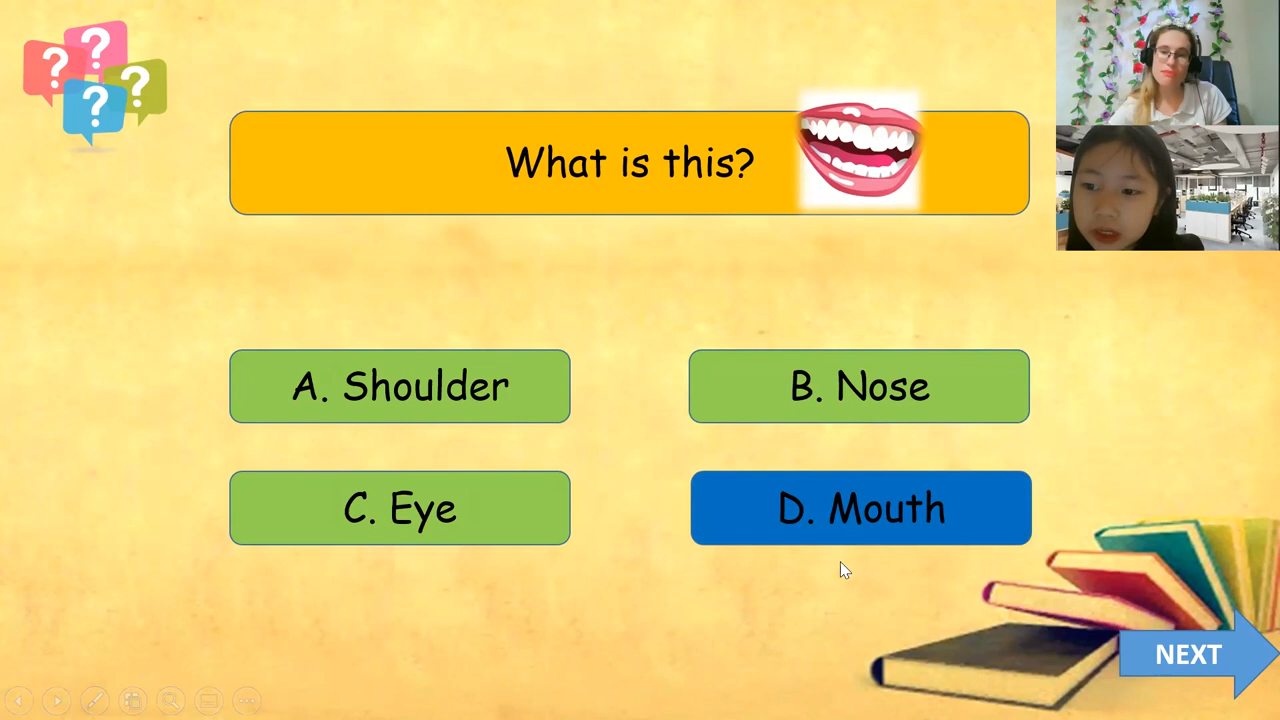 ? ? ? ?
What is this?
A. Shoulder
B. Nose
C. Eye
D. Mouth
NEXT